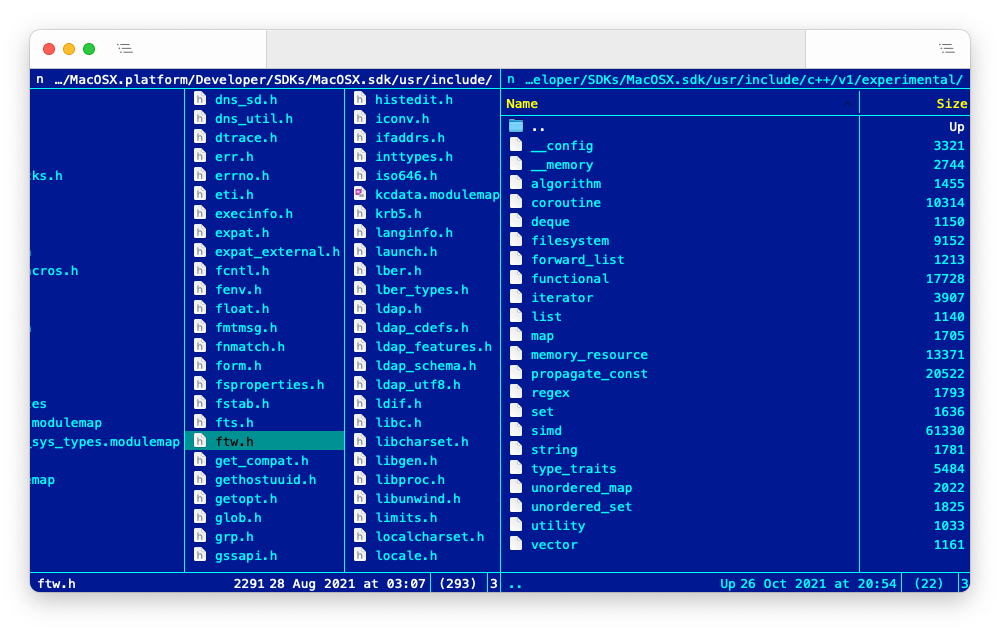 n …/MacOSX.platform/Developer/SDKs/MacOSX.sdk/usr/include/
cks.h
acros.h
es
modulemap
_sys_types.modulemap
emap
dns_sd.h
dns_util.h
dtrace.h
err.h
errno.h
eti.h
execinfo.h
expat.h
expat_external.h
fcntl.h
fenv.h
float.h
fmtmsg.h
fnmatch.h
form.h
fsproperties.h
fstab.h
fts.h
ftw.h
get_compat.h
gethostuuid.h
getopt.h
glob.h
grp.h
gssapi.h
histedit.h
iconv.h
ifaddrs.h
inttypes.h
iso646.h
kcdata.modulemap
krb5.h
langinfo.h
launch.h
lber.h
lber_types.h
ldap.h
ldap_cdefs.h
ldap_features.h
ldap_schema.h
ldap_utf8.h
ldif.h
libc.h
libcharset.h
libgen.h
libproc.h
libunwind.h
limits.h
localcharset.h
locale.h
ftw.h 2291 28 Aug 2021 at 03:07 (293) 3
n …eloper/SDKs/MacOSX.sdk/usr/include/c++/v1/experimental/
Name Size
.. Up
__config 3321
__memory 2744
algorithm 1455
coroutine 10314
deque 1150
filesystem 9152
forward_list 1213
functional 17728
iterator 3907
list 1140
map 1705
memory_resource 13371
propagate_const 20522
regex 1793
set 1636
simd 61330
string 1781
type_traits 5484
unordered_map 2022
unordered_set 1825
utility 1033
vector 1161
.. Up 26 Oct 2021 at 20:54 (22) 3